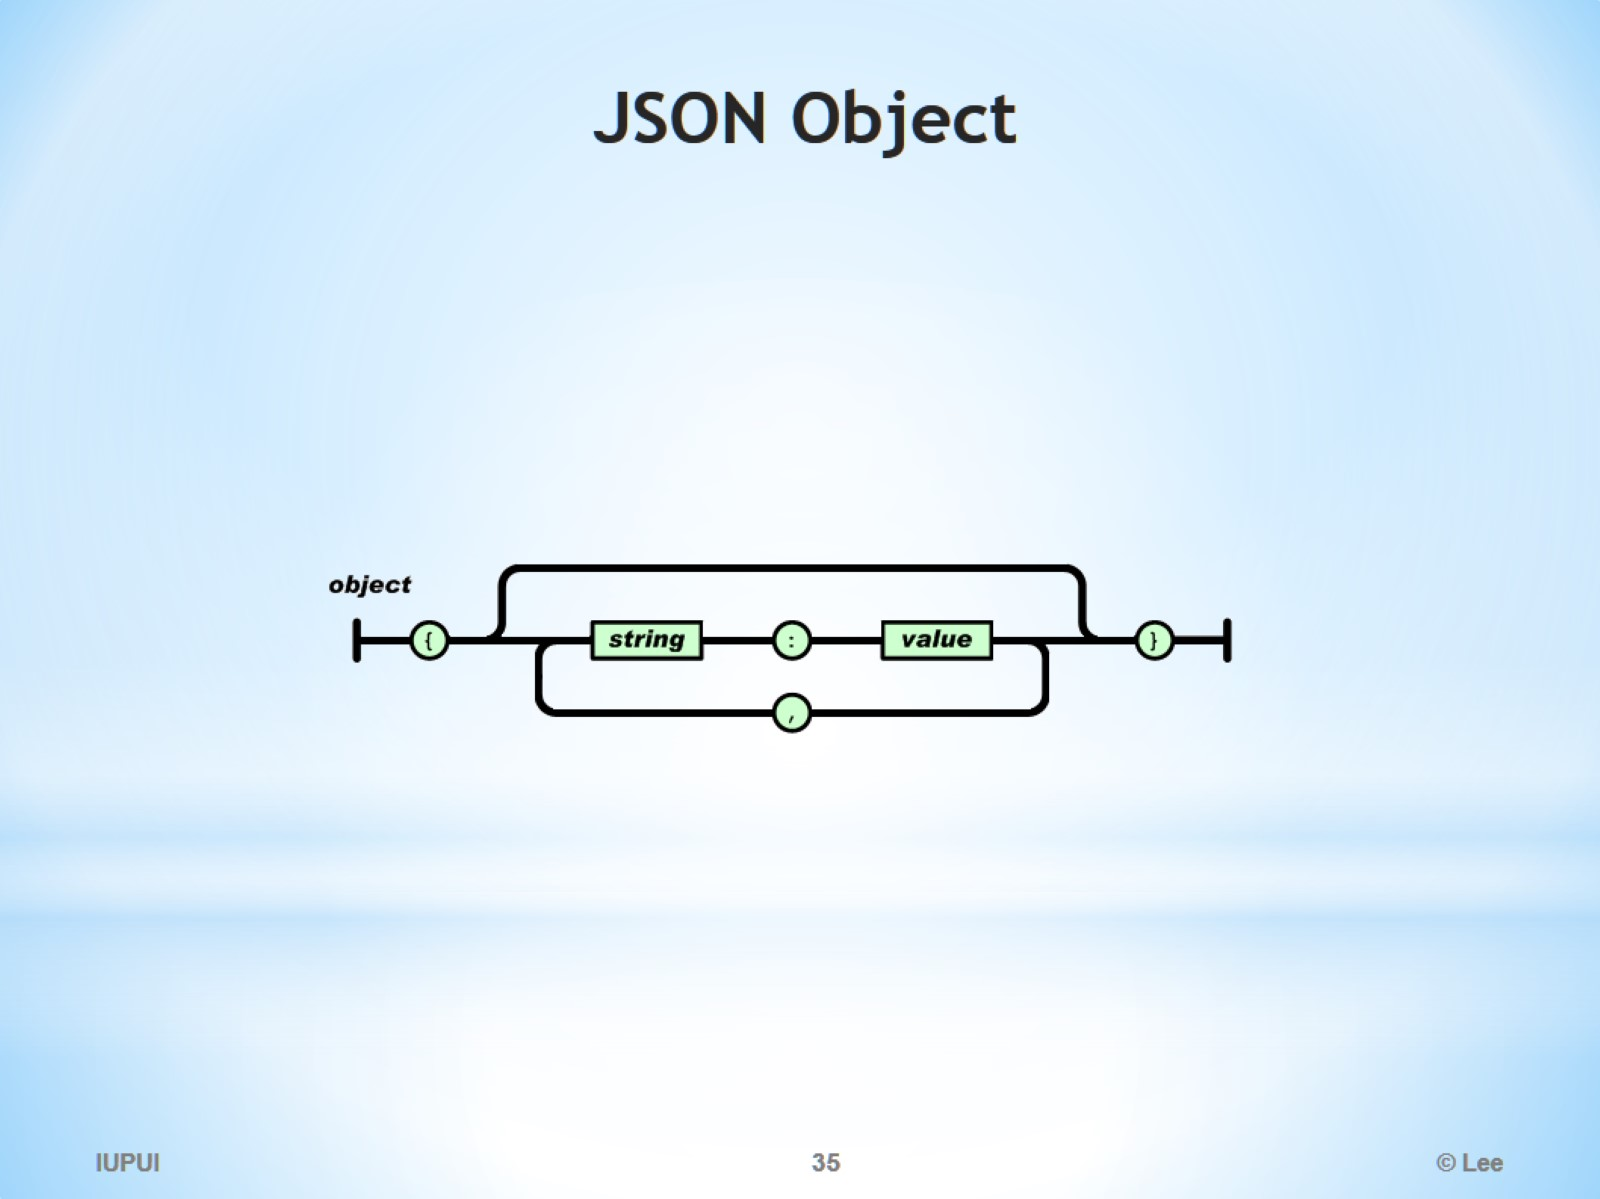 JSON Object
object
{ string : value }
,
IUPUI 35 © Lee